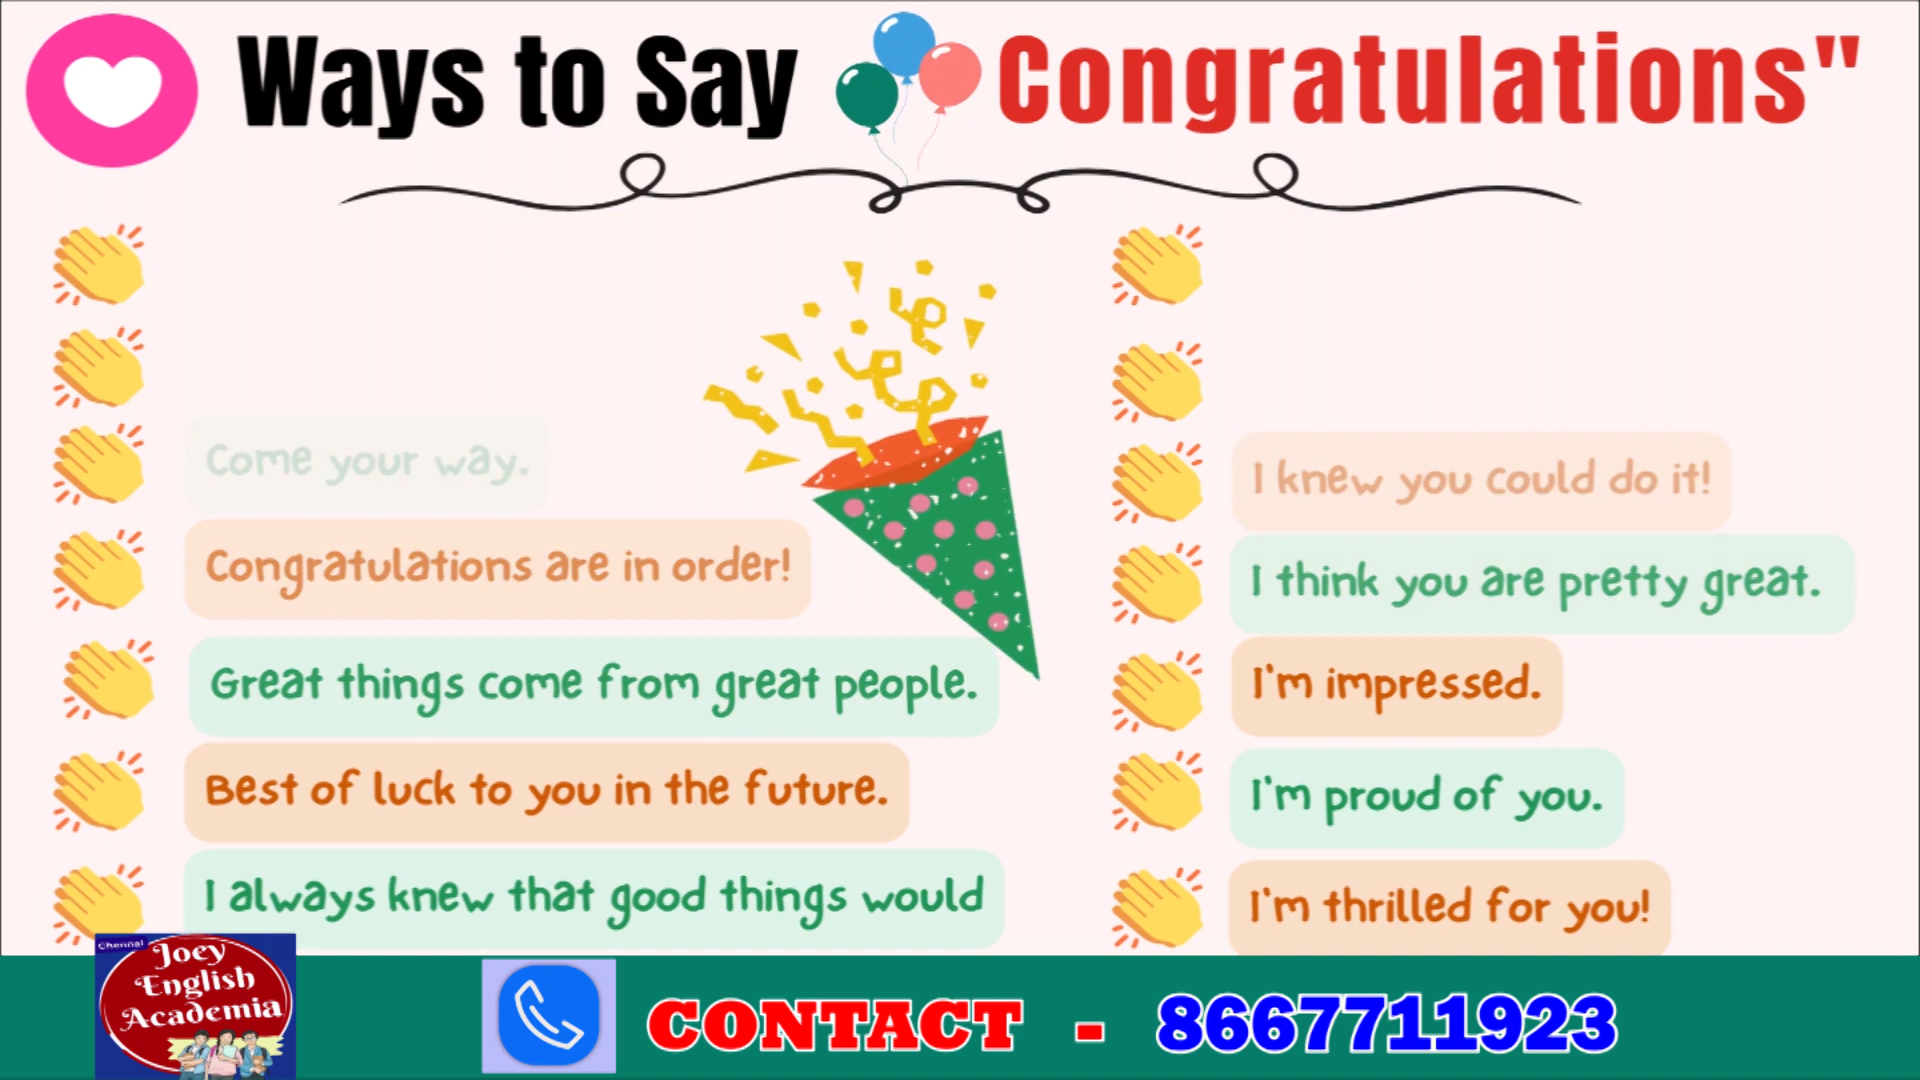 Ways to Say Congratulations"
Come your way.
Congratulations are in order!
Great things come from great people.
Best of luck to you in the future.
I always knew that good things would
I knew you could do it!
I think you are pretty great.
I'm impressed.
I'm proud of you.
I'm thrilled for you!
Chennai
Joey
English
Academia
CONTACT - 8667711923